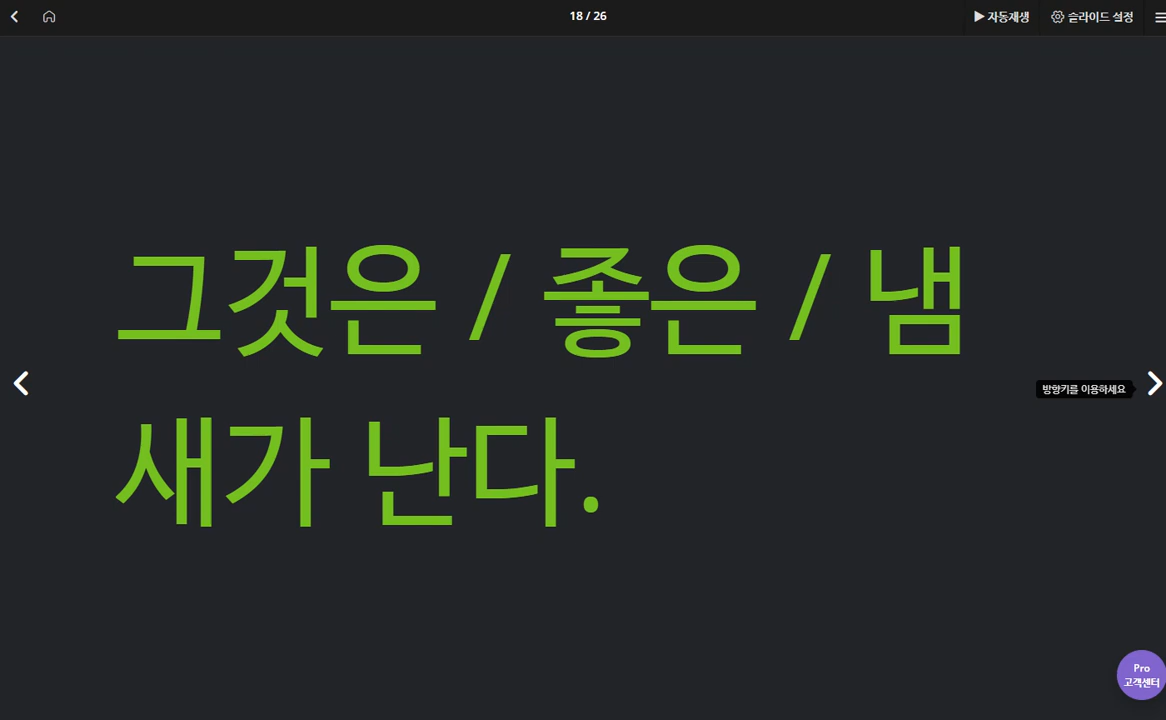 18 / 26
▶ 자동재생
슬라이드 설정
그것은 / 좋은 / 냄
새가 난다.
방향키를 이용하세요
Pro
고객센터